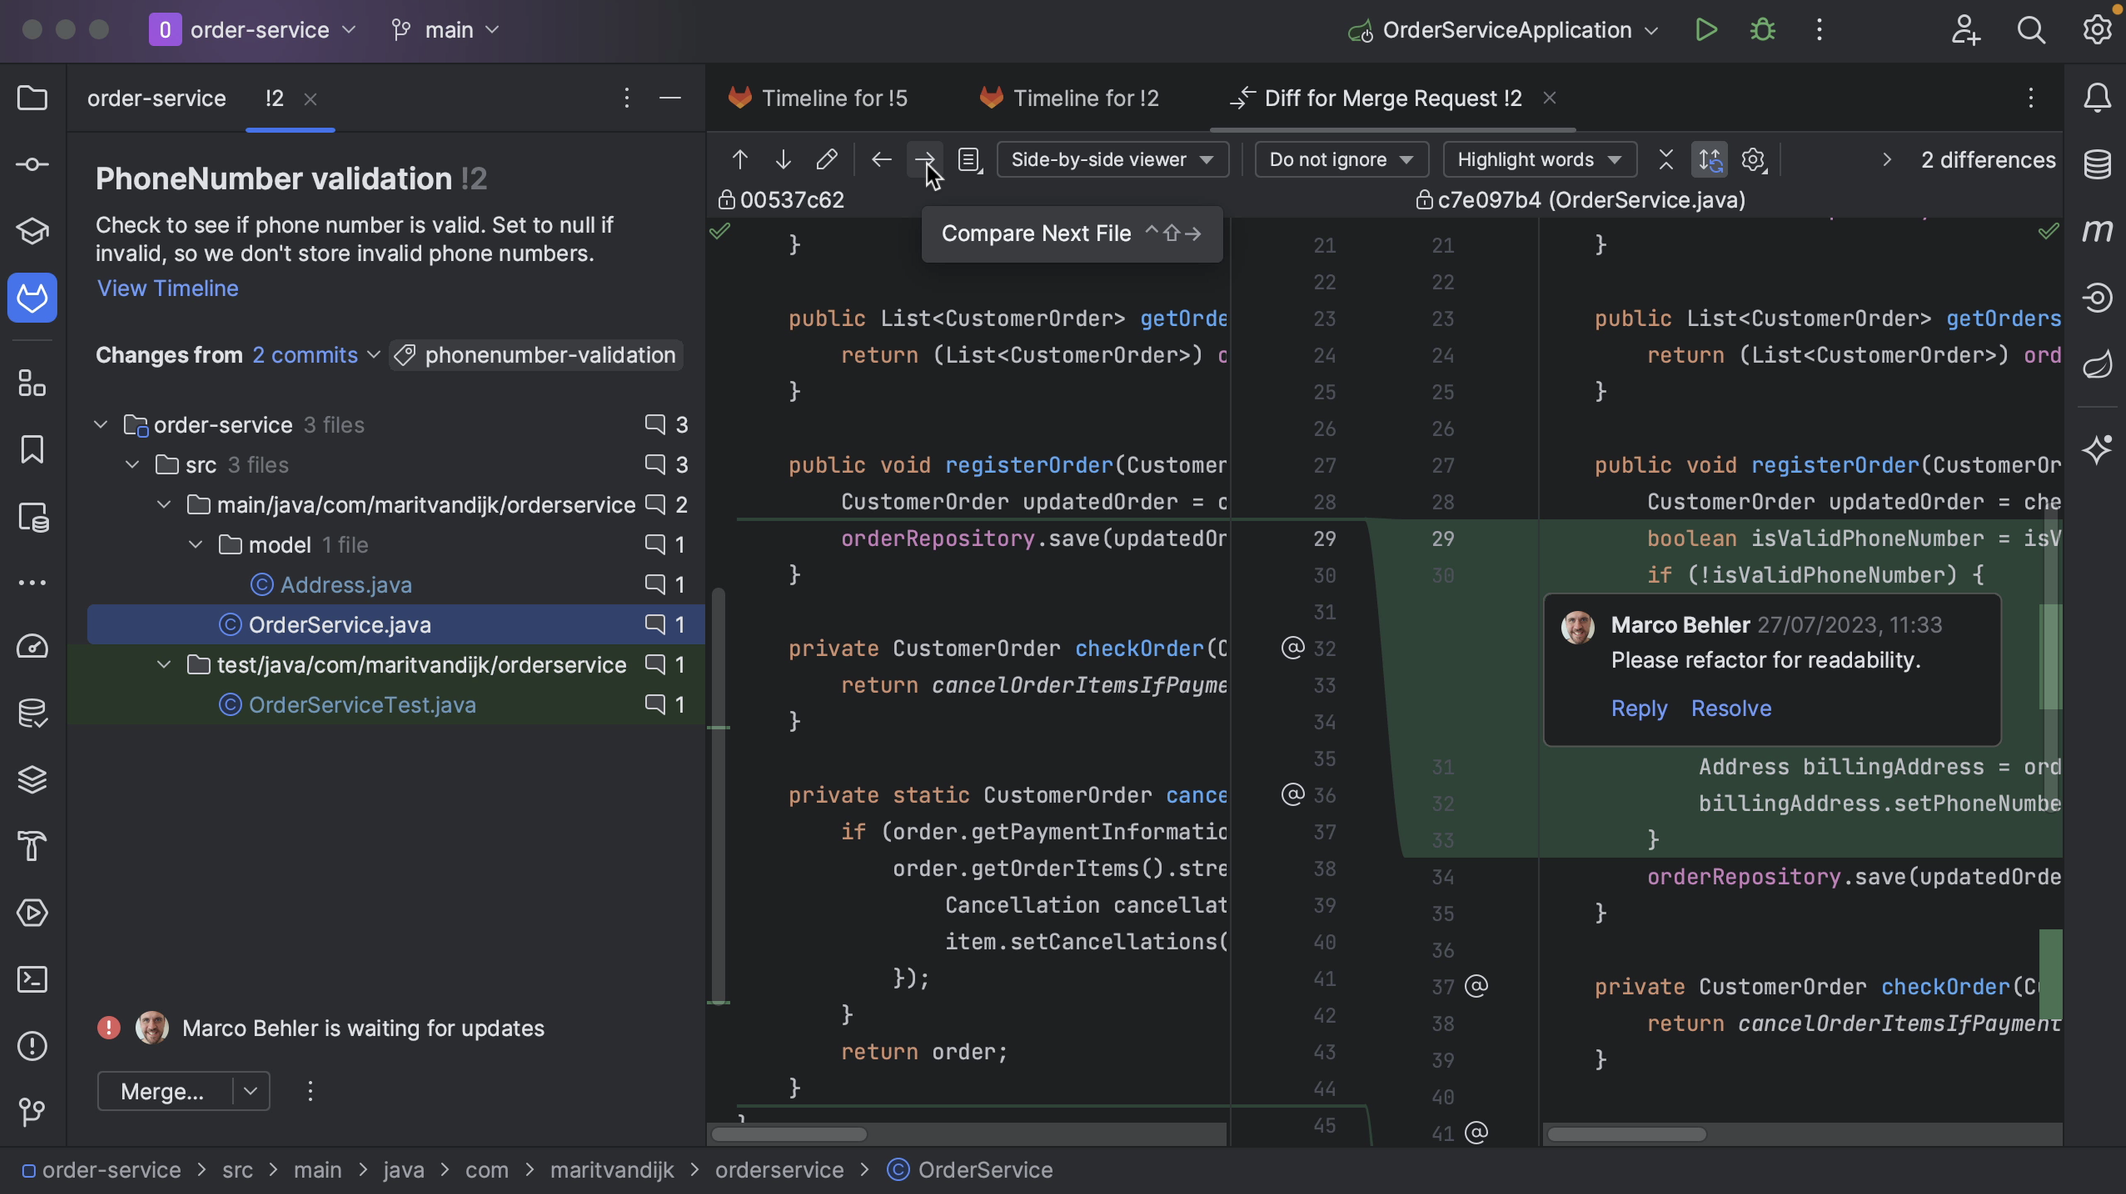 0 order-service main OrderServiceApplication
order-service !2
Timeline for !5 Timeline for !2 Diff for Merge Request !2
Side-by-side viewer Do not ignore Highlight words 2 differences
00537c62 c7e097b4 (OrderService.java)
Compare Next File ^⇧→
PhoneNumber validation !2
Check to see if phone number is valid. Set to null if
invalid, so we don't store invalid phone numbers.
View Timeline
Changes from 2 commits phonenumber-validation
order-service 3 files 3
src 3 files 3
main/java/com/maritvandijk/orderservice 2
model 1 file 1
Address.java 1
OrderService.java 1
test/java/com/maritvandijk/orderservice 1
OrderServiceTest.java 1
Marco Behler is waiting for updates
Merge...
} 21 21 }
22 22
public List<CustomerOrder> getOrde 23 23 public List<CustomerOrder> getOrders
return (List<CustomerOrder>) o 24 24 return (List<CustomerOrder>) ord
} 25 25 }
26 26
public void registerOrder(Customer 27 27 public void registerOrder(CustomerOr
CustomerOrder updatedOrder = c 28 28 CustomerOrder updatedOrder = che
orderRepository.save(updatedOr 29 29 boolean isValidPhoneNumber = isV
} 30 30 if (!isValidPhoneNumber) {
31
private CustomerOrder checkOrder(C @ 32
return cancelOrderItemsIfPayme 33
} 34
35
Marco Behler 27/07/2023, 11:33
Please refactor for readability.
Reply Resolve
31 Address billingAddress = ord
private static CustomerOrder cance @ 36 32 billingAddress.setPhoneNumbe
if (order.getPaymentInformatio 37 33 }
order.getOrderItems().stre 38 34 orderRepository.save(updatedOrde
Cancellation cancellat 39 35 }
item.setCancellations( 40 36
}); 41 37 @ private CustomerOrder checkOrder(C
} 42 38 return cancelOrderItemsIfPayment
return order; 43 39 }
} 44 40
} 45 41 @
order-service > src > main > java > com > maritvandijk > orderservice > OrderService